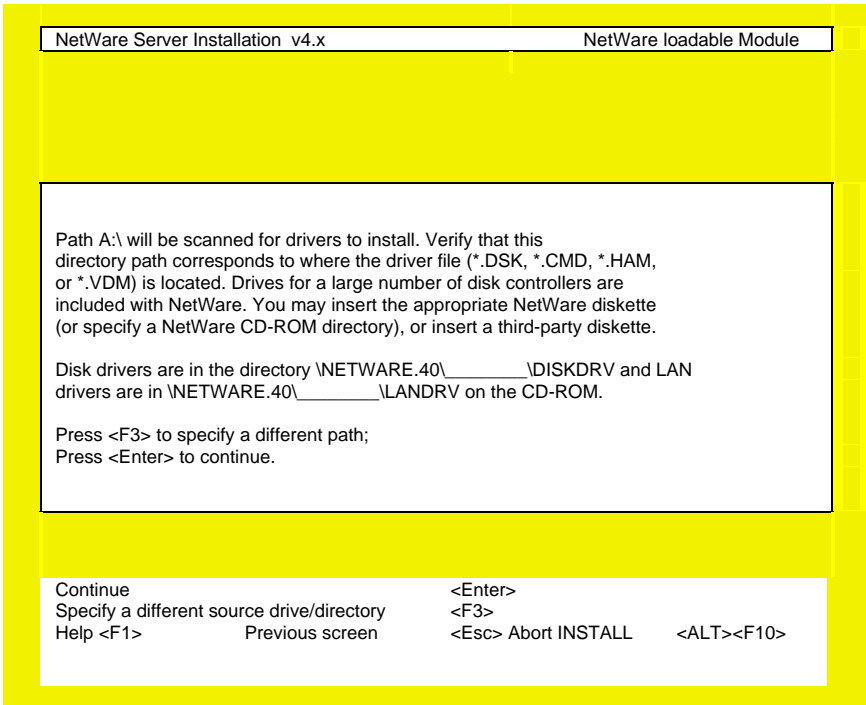 NetWare Server Installation v4.x NetWare loadable Module
Path A:\ will be scanned for drivers to install. Verify that this
directory path corresponds to where the driver file (*.DSK, *.CMD, *.HAM,
or *.VDM) is located. Drives for a large number of disk controllers are
included with NetWare. You may insert the appropriate NetWare diskette
(or specify a NetWare CD-ROM directory), or insert a third-party diskette.
Disk drivers are in the directory \NETWARE.40\_________\DISKDRV and LAN
drivers are in \NETWARE.40\_________\LANDRV on the CD-ROM.
Press <F3> to specify a different path;
Press <Enter> to continue.
Continue <Enter>
Specify a different source drive/directory <F3>
Help <F1> Previous screen <Esc> Abort INSTALL <ALT><F10>